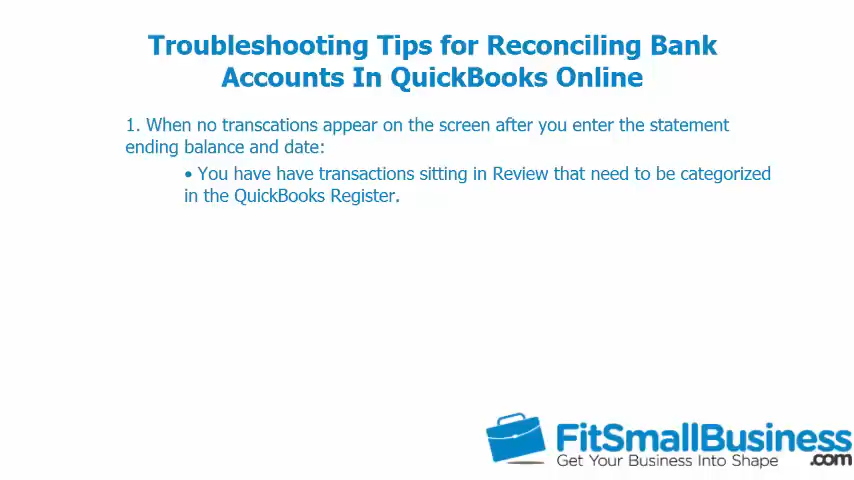 Troubleshooting Tips for Reconciling Bank
Accounts In QuickBooks Online
1. When no transcations appear on the screen after you enter the statement
ending balance and date:
• You have have transactions sitting in Review that need to be categorized
in the QuickBooks Register.
FitSmallBusiness
.com
Get Your Business Into Shape